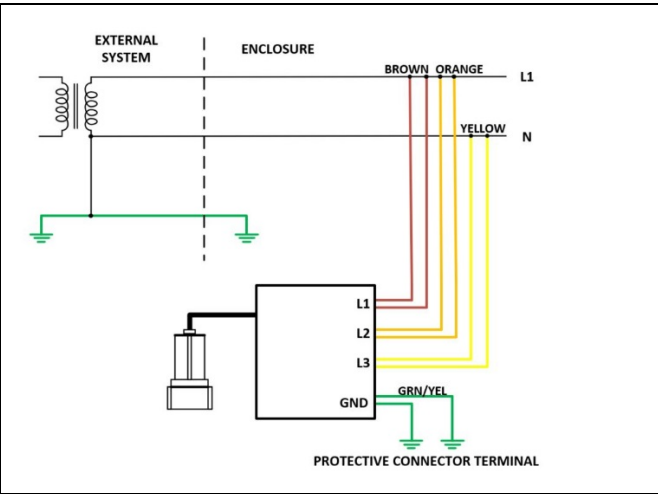 EXTERNAL
SYSTEM
ENCLOSURE
BROWN ORANGE
L1
YELLOW
N
L1
L2
L3
GRN/YEL
GND
PROTECTIVE CONNECTOR TERMINAL